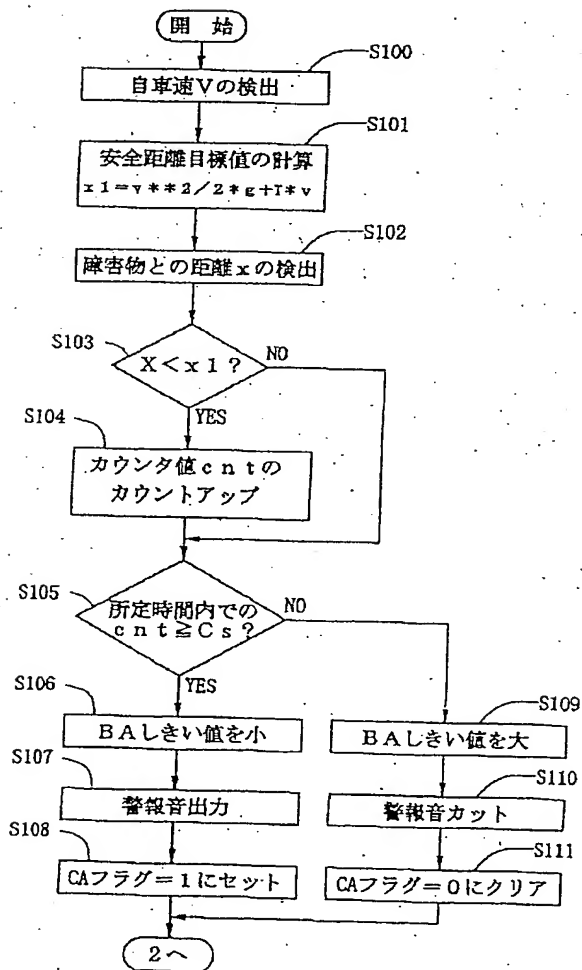 開 始
S100
自車速Vの検出
S101
安全距離目標値の計算
x1=v**2/2*g+T*v
S102
障害物との距離xの検出
S103
X<x1?
NO
YES
S104
カウンタ値cntの
カウントアップ
S105
所定時間内での
cnt≧Cs?
NO
YES
S106
BAしきい値を小
S109
BAしきい値を大
S107
警報音出力
S110
警報音カット
S108
CAフラグ=1にセット
S111
CAフラグ=0にクリア
2へ